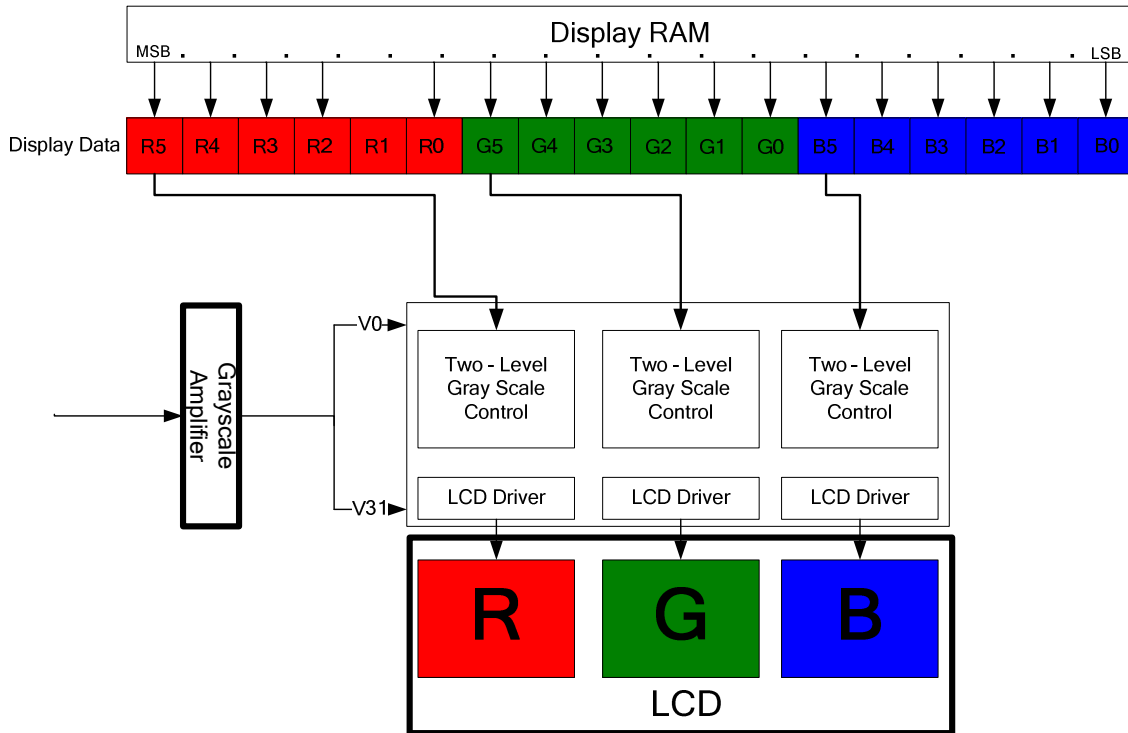 Display RAM
MSB
LSB
Display Data
R5 R4 R3 R2 R1 R0 G5 G4 G3 G2 G1 G0 B5 B4 B3 B2 B1 B0
Grayscale
Amplifier
V0
V31
Two - Level
Gray Scale
Control
Two - Level
Gray Scale
Control
Two - Level
Gray Scale
Control
LCD Driver
LCD Driver
LCD Driver
R
G
B
LCD